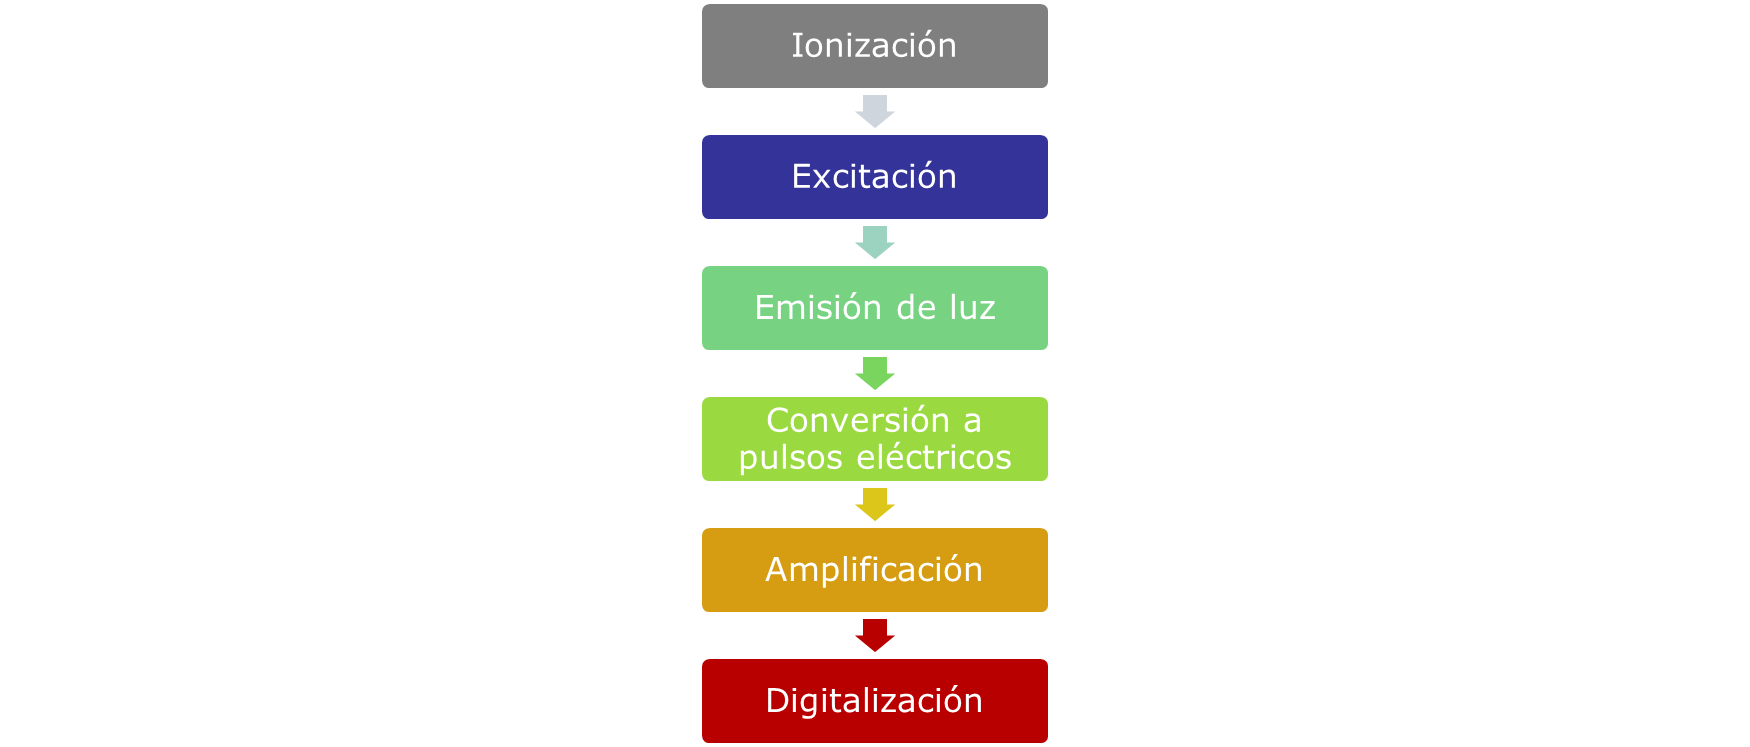 Ionización
Excitación
Emisión de luz
Conversión a
pulsos eléctricos
Amplificación
Digitalización